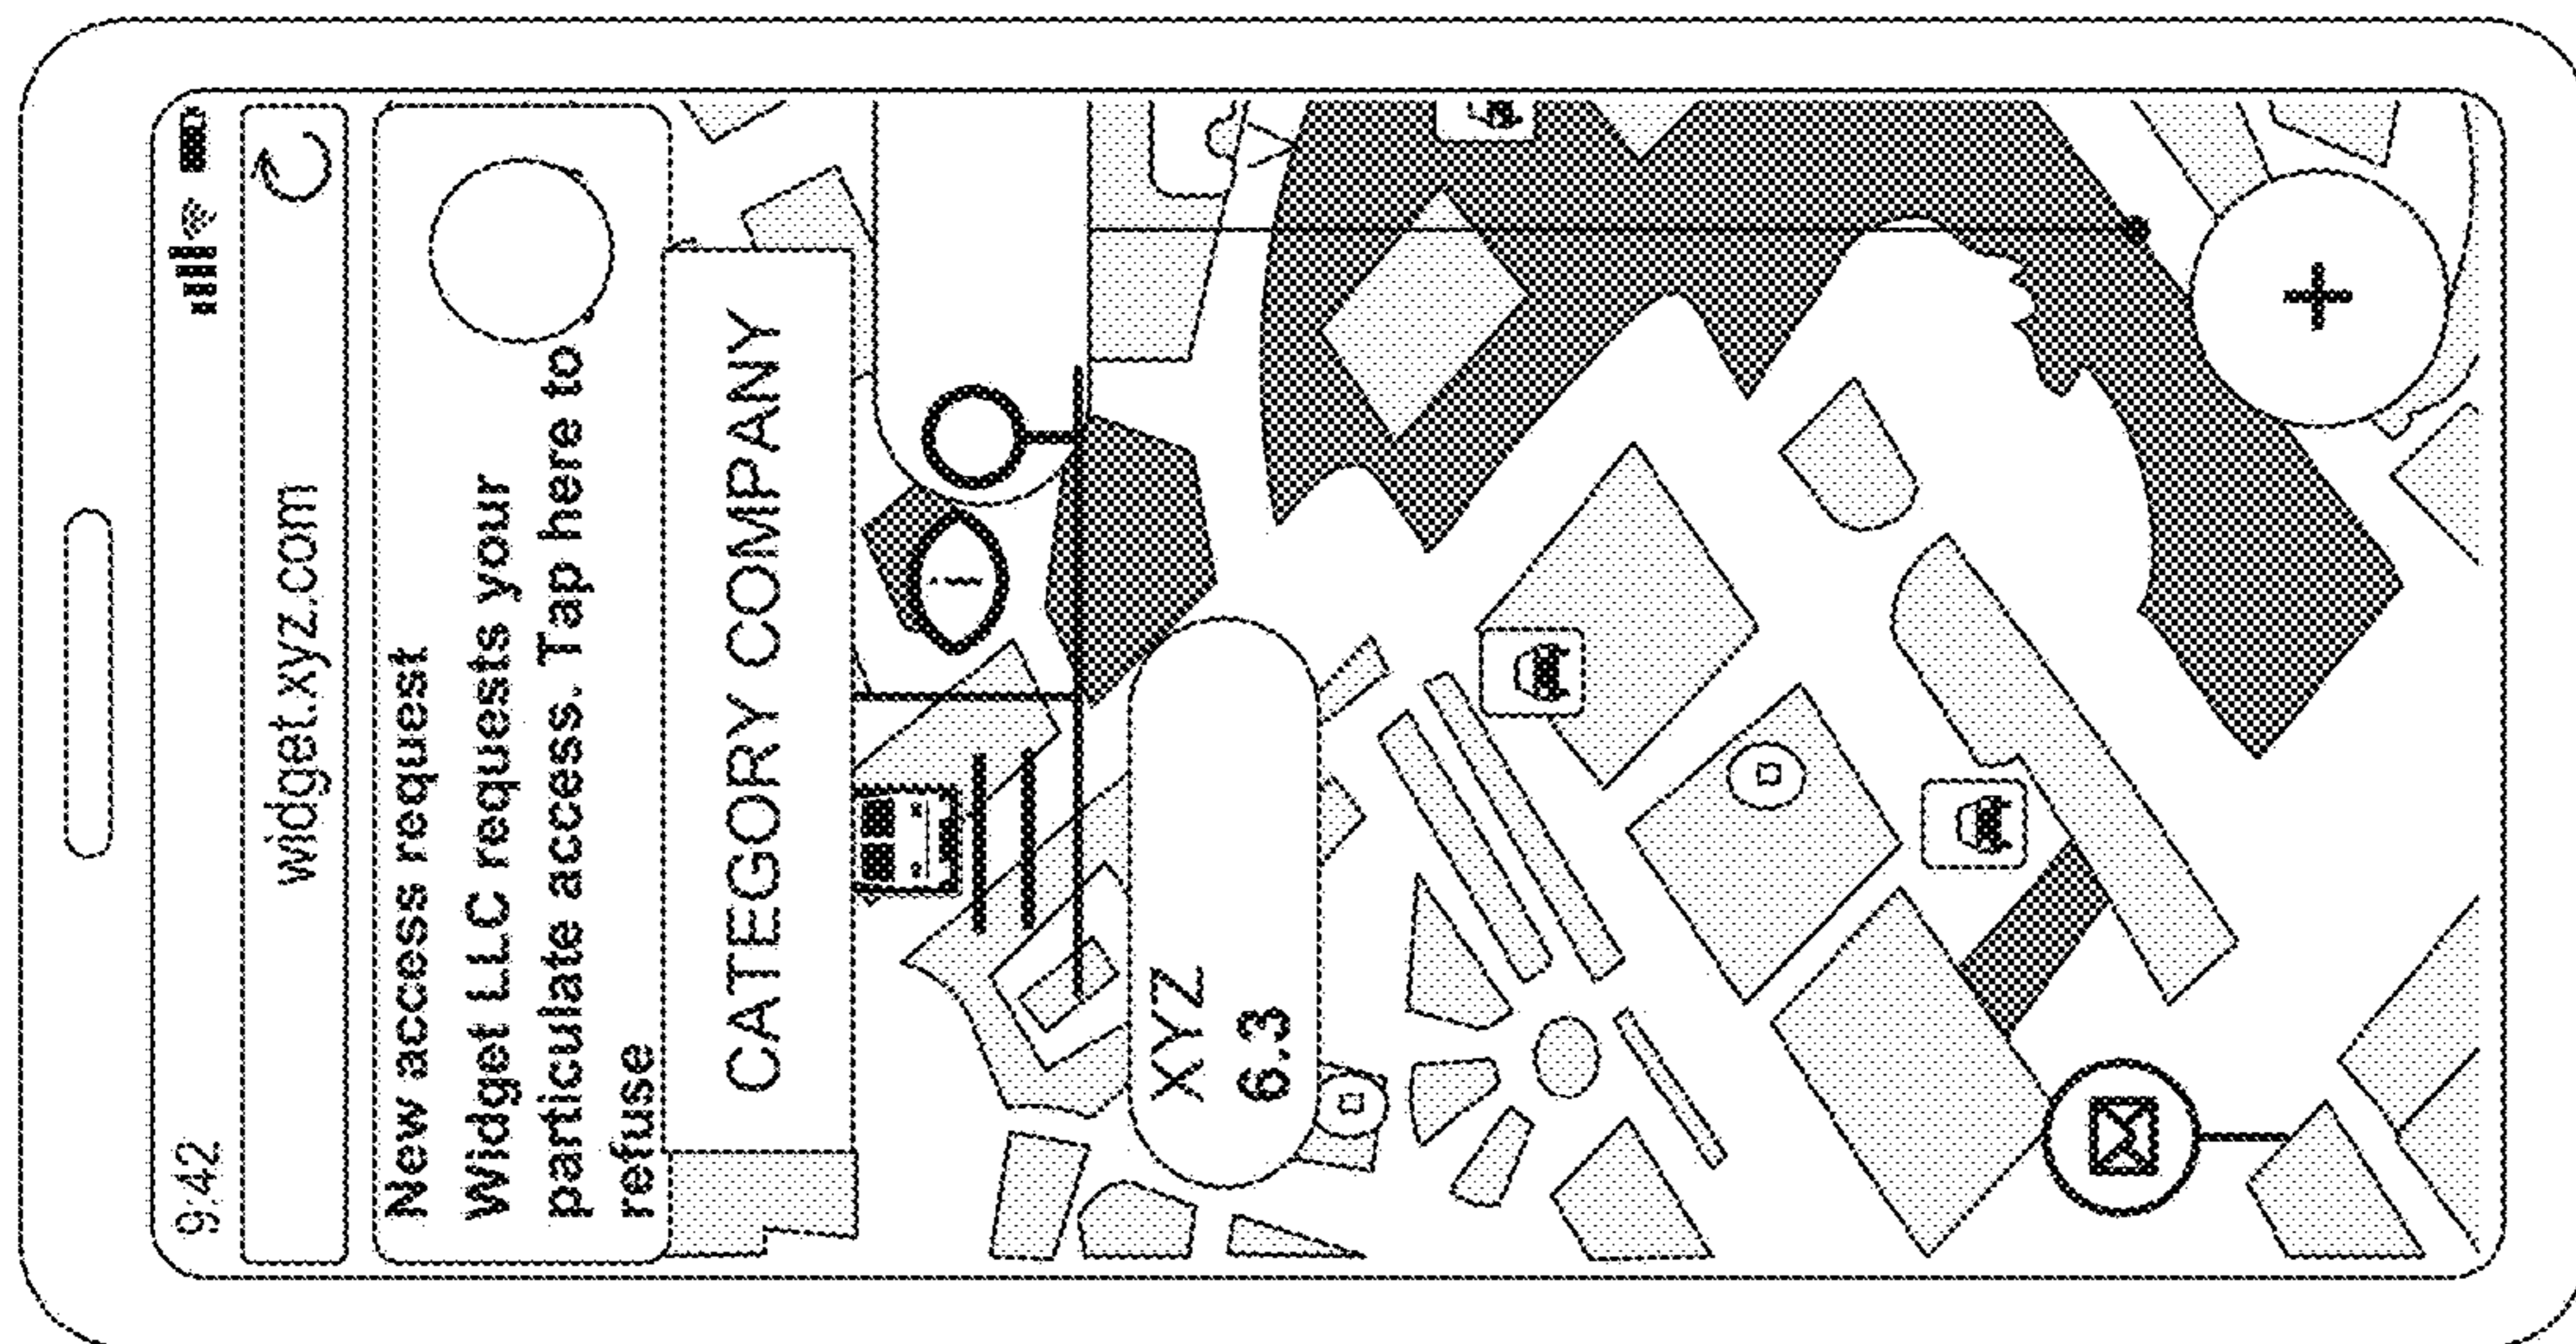 9:42
widget.xyz.com
New access request
Widget LLC requests your
particulate access. Tap here to
refuse
CATEGORY COMPANY
XYZ
6.3